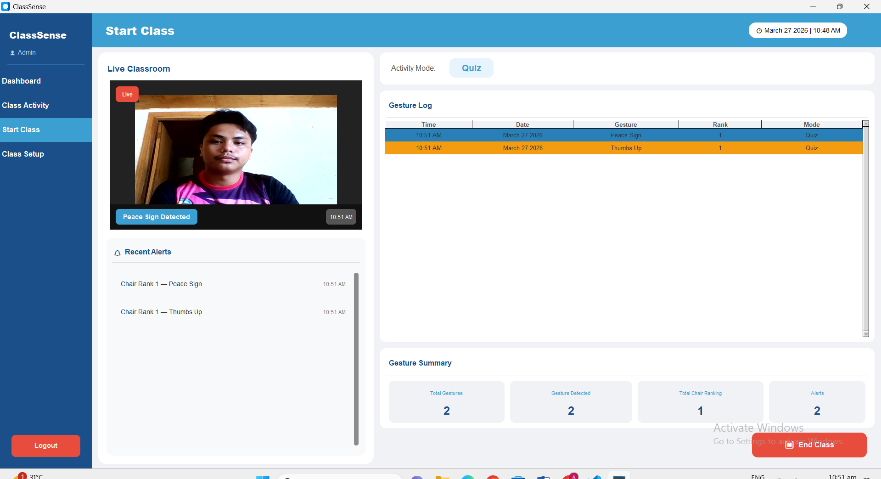 ClassSense
ClassSense
Admin
Dashboard
Class Activity
Start Class
Class Setup
Logout
Start Class
March 27 2026 | 10:48 AM
Live Classroom
Live
Peace Sign Detected
10:51 AM
Recent Alerts
Chair Rank 1 — Peace Sign 10:51 AM
Chair Rank 1 — Thumbs Up 10:51 AM
Activity Mode: Quiz
Gesture Log
Time Date Gesture Rank Mode
10:51 AM March 27 2026 Peace Sign 1 Quiz
10:51 AM March 27 2026 Thumbs Up 1 Quiz
Gesture Summary
Total Gestures Gesture Detected Total Chair Ranking Alerts
2 2 1 2
Activate Windows
Go to Settings to activate Windows.
End Class
1 31°C ENG 10:51 am